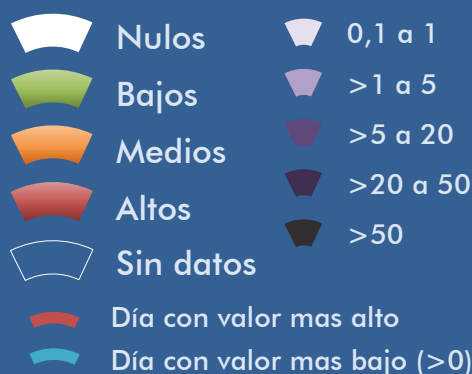 Nulos
Bajos
Medios
Altos
Sin datos
0,1 a 1
>1 a 5
>5 a 20
>20 a 50
>50
Día con valor mas alto
Día con valor mas bajo (>0)